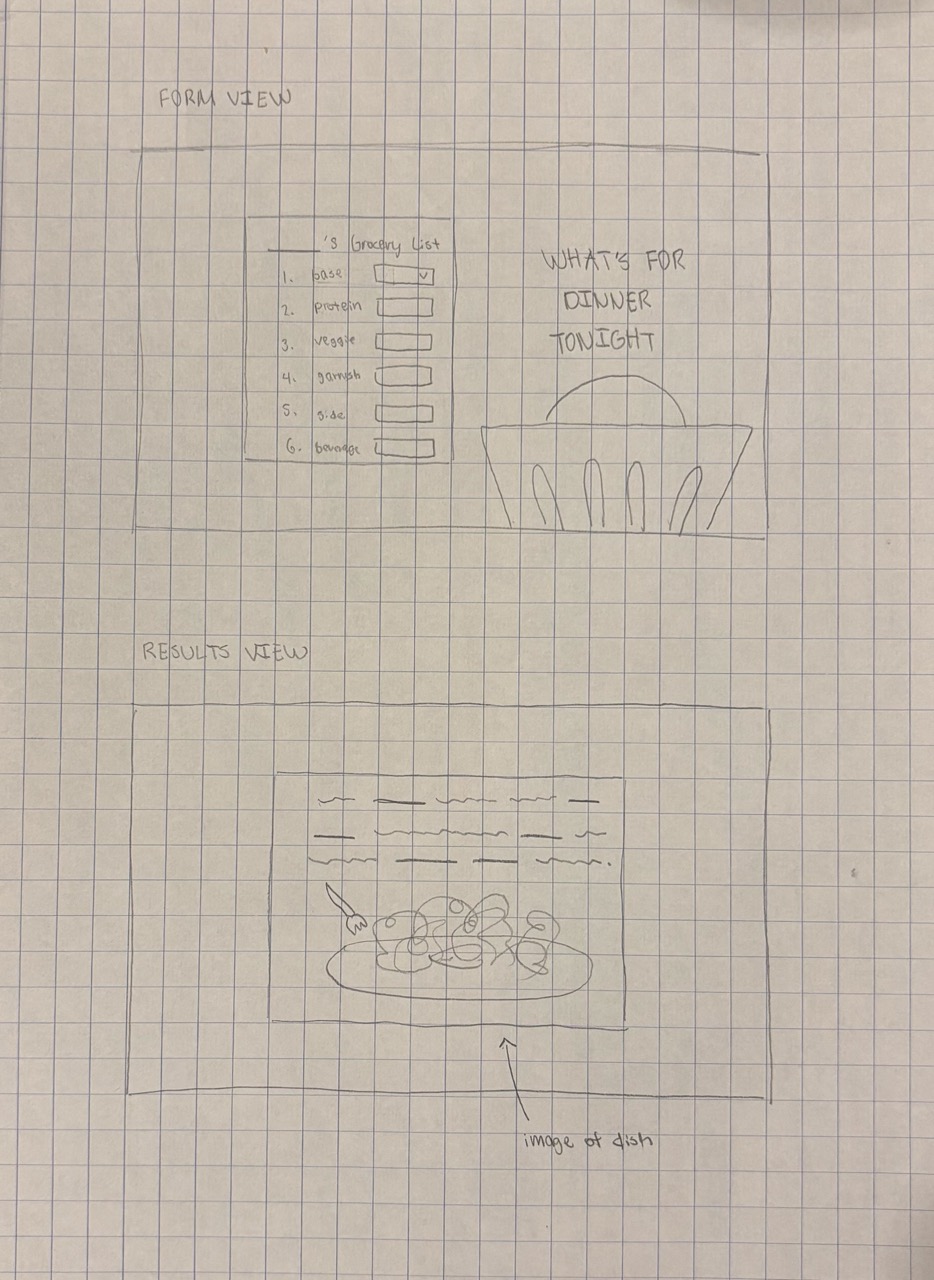 FORM VIEW
____'s Grocery List
1. base
2. protein
3. veggie
4. garnish
5. side
6. beverage
WHAT'S FOR
DINNER
TONIGHT
RESULTS VIEW
image of dish